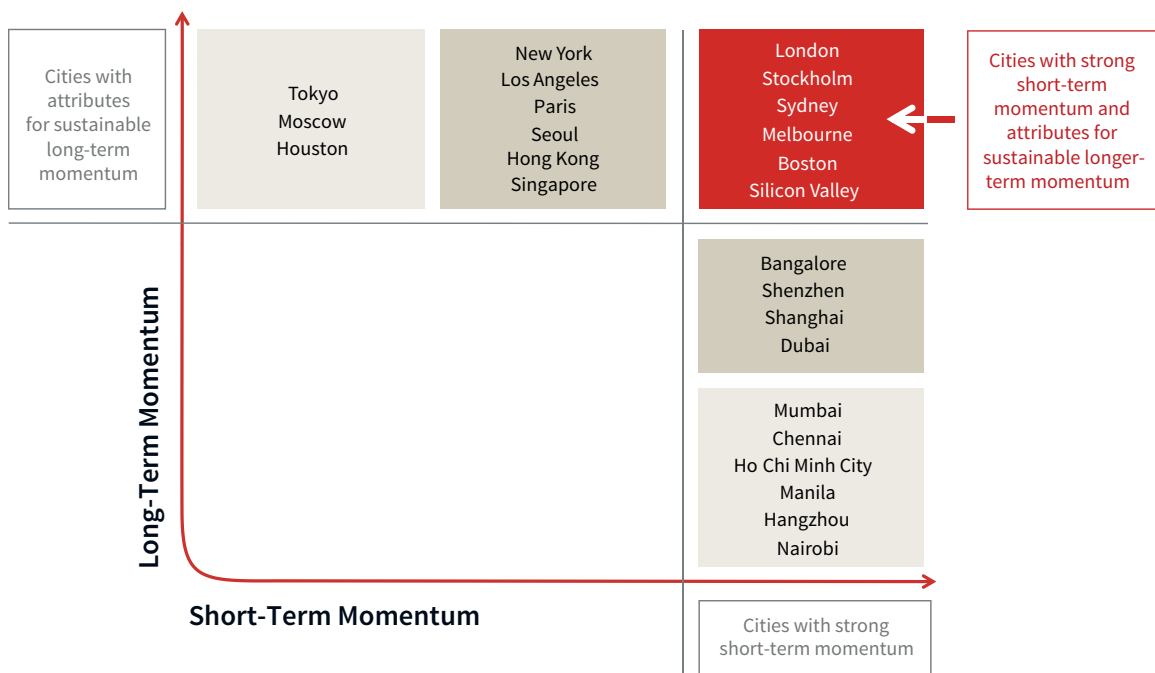 Cities with
attributes
for sustainable
long-term
momentum
Tokyo
Moscow
Houston
New York
Los Angeles
Paris
Seoul
Hong Kong
Singapore
London
Stockholm
Sydney
Melbourne
Boston
Silicon Valley
Cities with strong
short-term
momentum and
attributes for
sustainable longer-
term momentum
Bangalore
Shenzhen
Shanghai
Dubai
Mumbai
Chennai
Ho Chi Minh City
Manila
Hangzhou
Nairobi
Long-Term Momentum
Short-Term Momentum
Cities with strong
short-term momentum